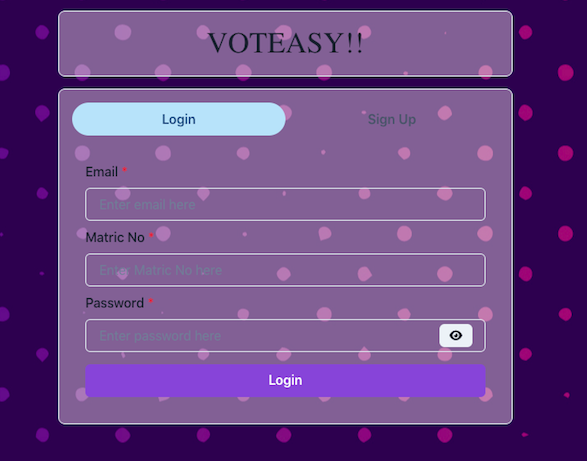 VOTEASY!!
Login Sign Up
Email *
Enter email here
Matric No *
Enter Matric No here
Password *
Enter password here
Login